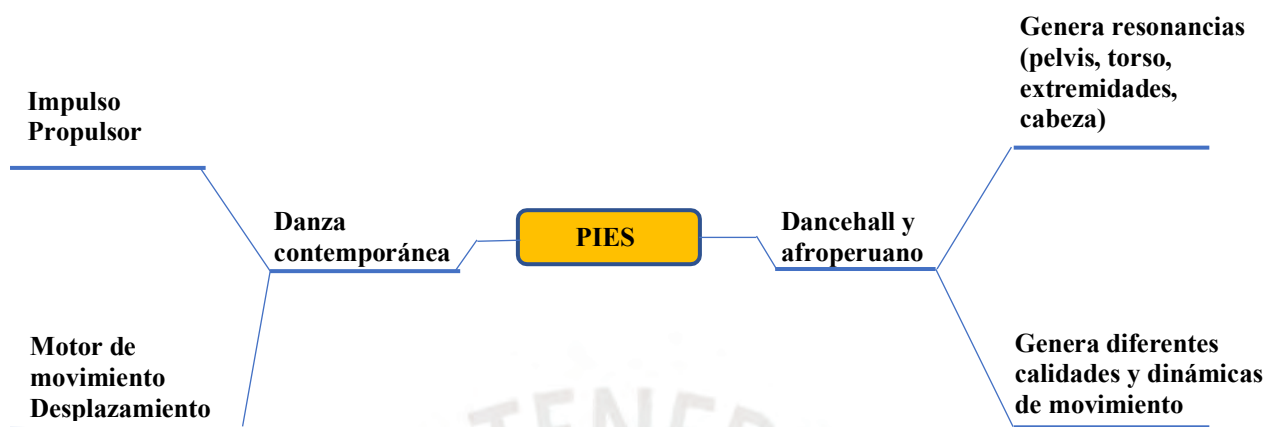 Impulso
Propulsor
Motor de
movimiento
Desplazamiento
Danza
contemporánea
PIES
Dancehall y
afroperuano
Genera resonancias
(pelvis, torso,
extremidades,
cabeza)
Genera diferentes
calidades y dinámicas
de movimiento